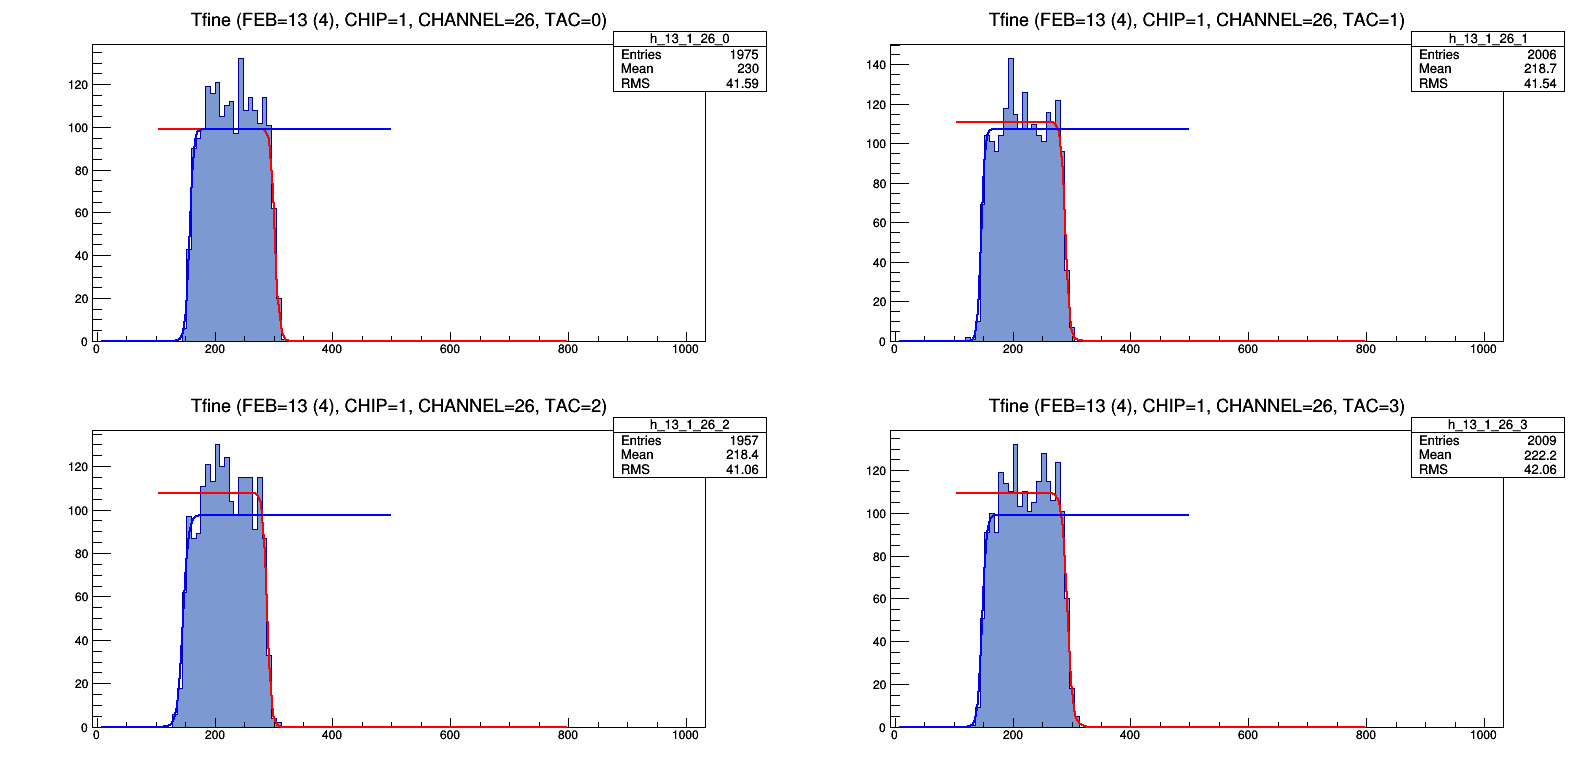 Tfine (FEB=13 (4), CHIP=1, CHANNEL=26, TAC=0)
h_13_1_26_0
Entries 1975
Mean 230
RMS 41.59
120
100
80
60
40
20
0
0 200 400 600 800 1000
Tfine (FEB=13 (4), CHIP=1, CHANNEL=26, TAC=1)
h_13_1_26_1
Entries 2006
Mean 218.7
RMS 41.54
140
120
100
80
60
40
20
0
0 200 400 600 800 1000
Tfine (FEB=13 (4), CHIP=1, CHANNEL=26, TAC=2)
h_13_1_26_2
Entries 1957
Mean 218.4
RMS 41.06
120
100
80
60
40
20
0
0 200 400 600 800 1000
Tfine (FEB=13 (4), CHIP=1, CHANNEL=26, TAC=3)
h_13_1_26_3
Entries 2009
Mean 222.2
RMS 42.06
120
100
80
60
40
20
0
0 200 400 600 800 1000